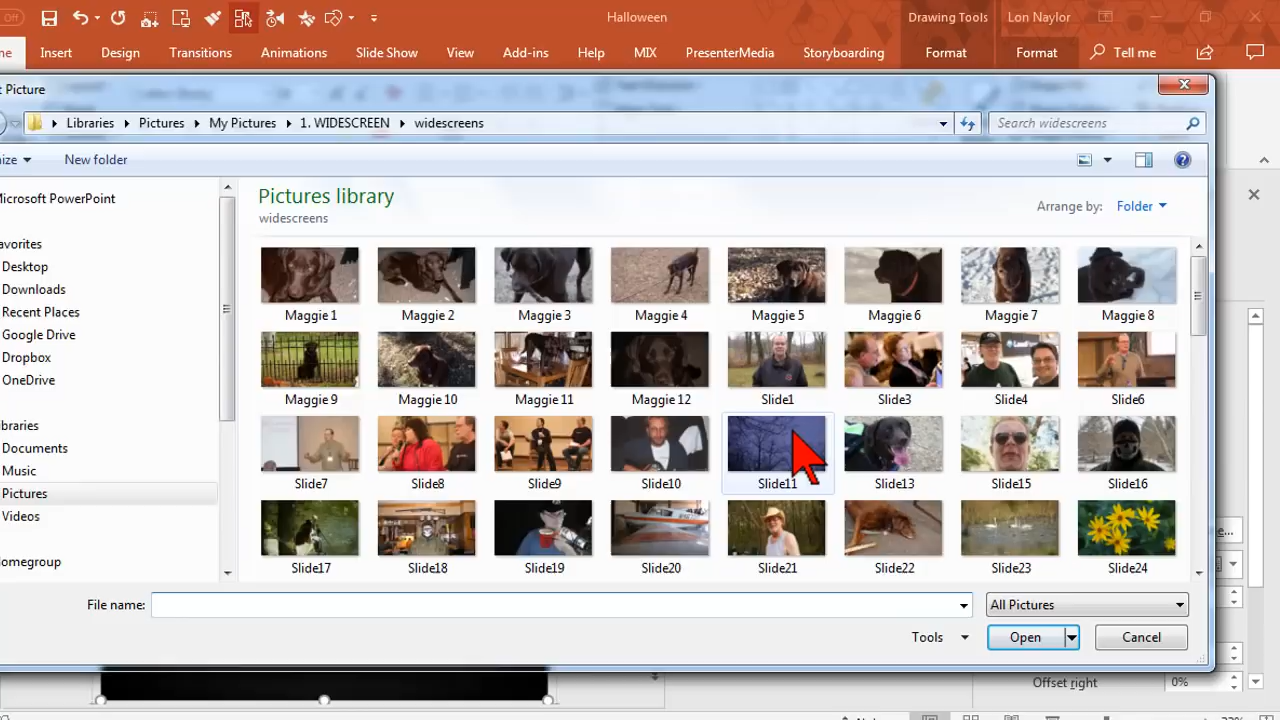 Off
Halloween
Drawing Tools
Lon Naylor
Insert
Design
Transitions
Animations
Slide Show
View
Add-ins
Help
MIX
PresenterMedia
Storyboarding
Format
Format
Tell me
t Picture
Libraries
Pictures
My Pictures
1. WIDESCREEN
widescreens
Search widescreens
ize
New folder
Microsoft PowerPoint
avorites
Desktop
Downloads
Recent Places
Google Drive
Dropbox
OneDrive
ibraries
Documents
Music
Pictures
Videos
omegroup
Pictures library
widescreens
Arrange by: Folder
Maggie 1 Maggie 2 Maggie 3 Maggie 4 Maggie 5 Maggie 6 Maggie 7 Maggie 8
Maggie 9 Maggie 10 Maggie 11 Maggie 12 Slide1 Slide3 Slide4 Slide6
Slide7 Slide8 Slide9 Slide10 Slide11 Slide13 Slide15 Slide16
Slide17 Slide18 Slide19 Slide20 Slide21 Slide22 Slide23 Slide24
File name:
All Pictures
Tools
Open
Cancel
Offset right
0%